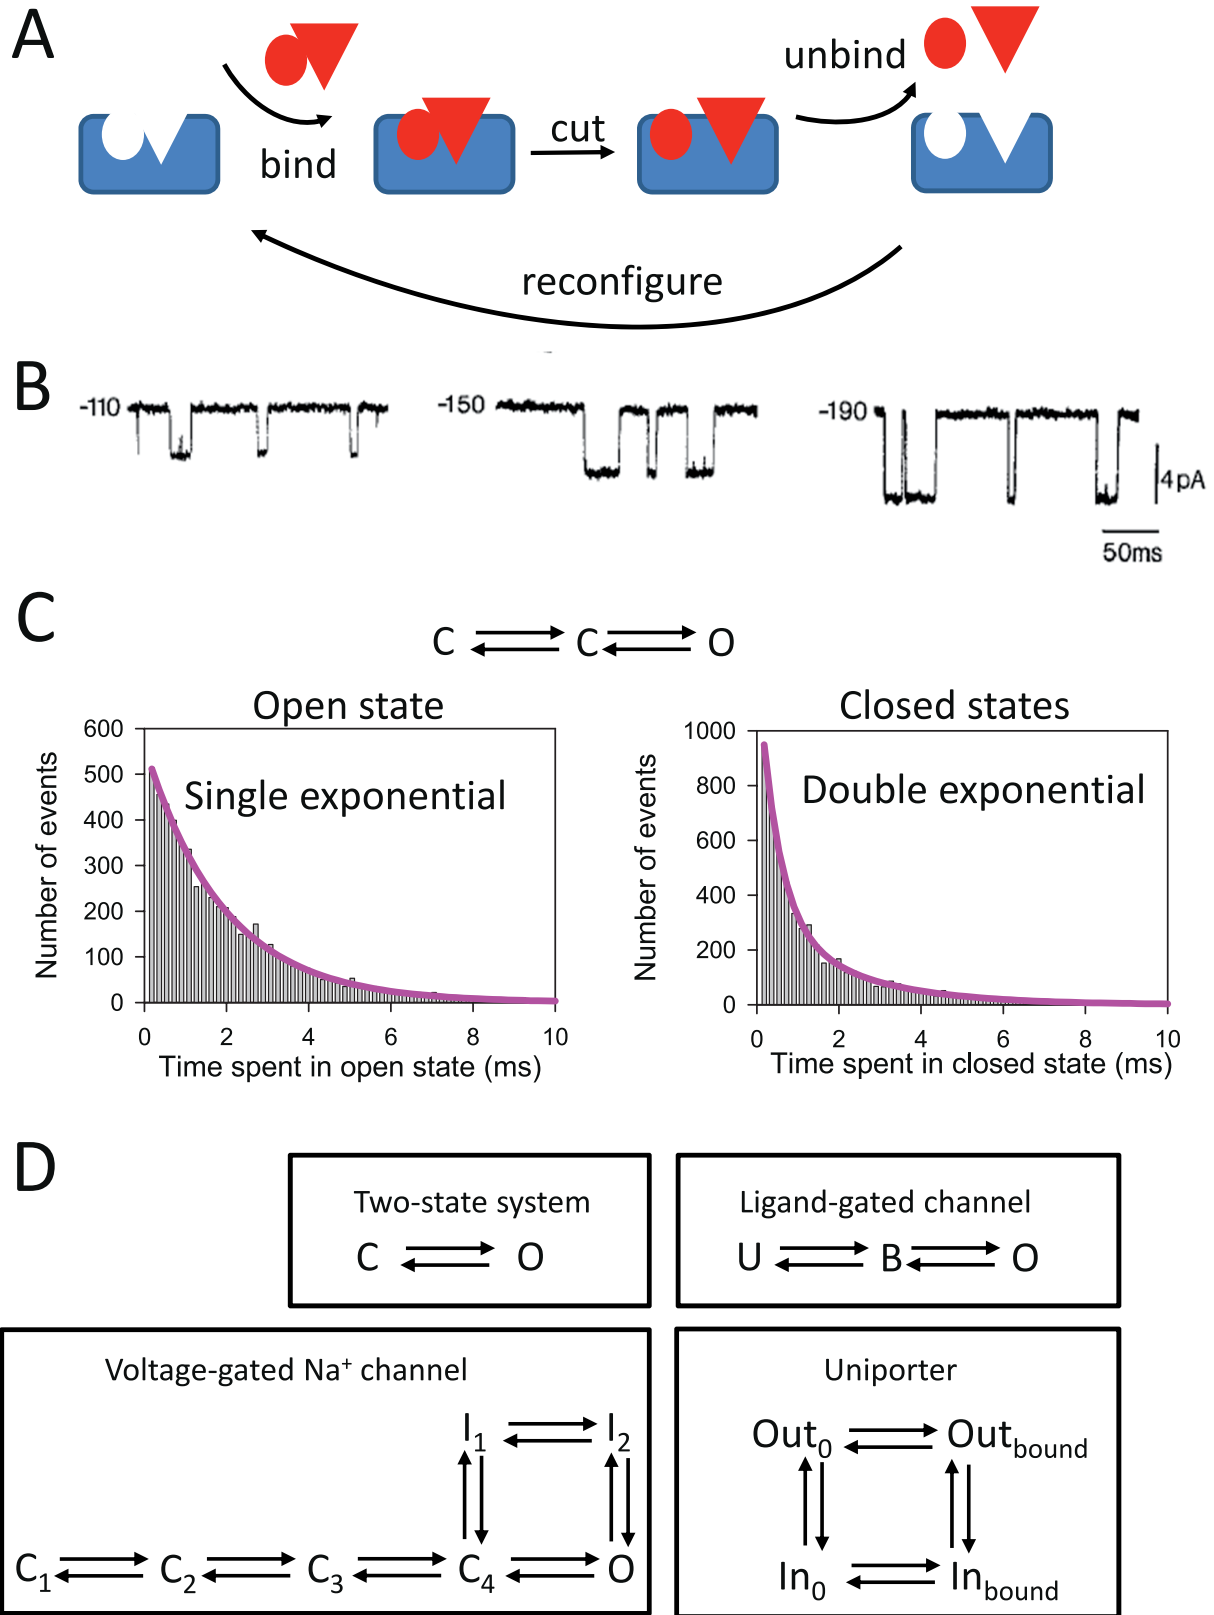 A
unbind
cut
bind
reconfigure
B
-110
-150
-190
4pA
50ms
C
C C O
Open state
Closed states
Single exponential
Double exponential
Number of events
600
500
400
300
200
100
0
0 2 4 6 8 10
Time spent in open state (ms)
Number of events
1000
800
600
400
200
0
0 2 4 6 8 10
Time spent in closed state (ms)
D
Two-state system
C O
Ligand-gated channel
U B O
Voltage-gated Na⁺ channel
I₁ I₂
C₁ C₂ C₃ C₄ O
Uniporter
Out₀ Outbound
In₀ Inbound